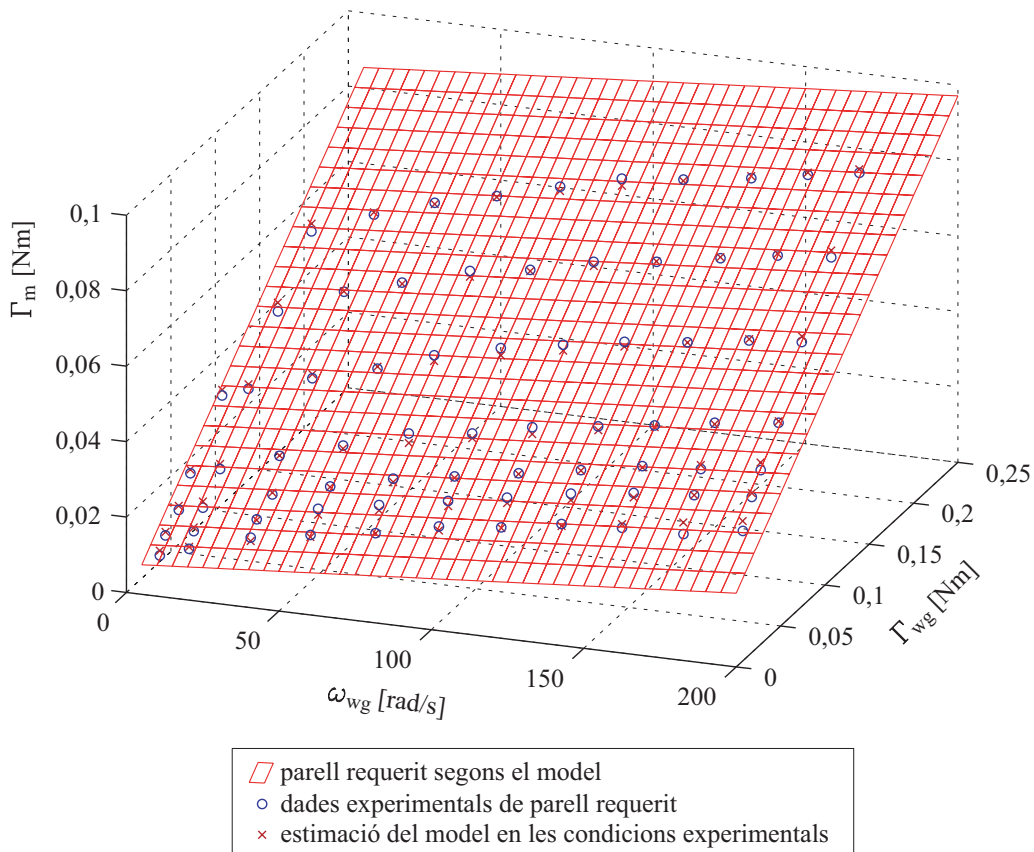 Γm [Nm]
0,1
0,08
0,06
0,04
0,02
0
0
50
100
150
200
ωwg [rad/s]
0
0,05
0,1
0,15
0,2
0,25
Γwg [Nm]
parell requerit segons el model
dades experimentals de parell requerit
estimació del model en les condicions experimentals